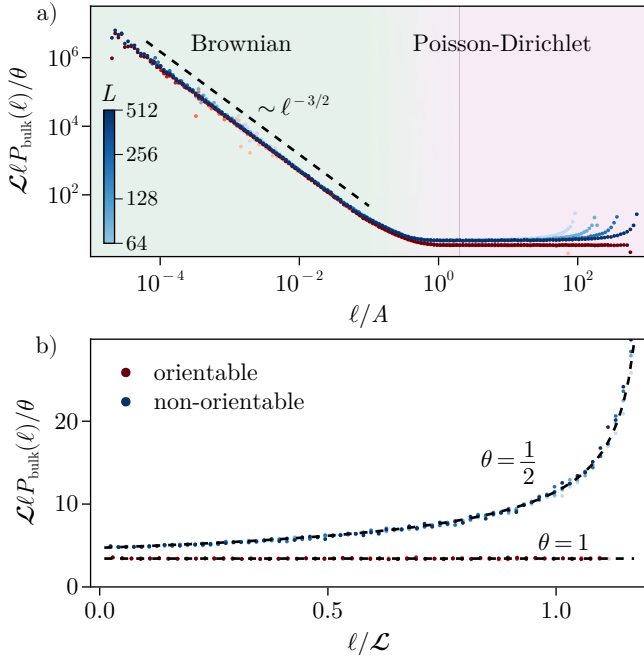 a)
Brownian
Poisson-Dirichlet
∼ ℓ^{−3/2}
L
512
256
128
64
10^6
10^4
10^2
𝓛ℓP_bulk(ℓ)/θ
10^{−4}
10^{−2}
10^0
10^2
ℓ/A
b)
orientable
non-orientable
θ = 1/2
θ = 1
20
10
0
𝓛ℓP_bulk(ℓ)/θ
0.0
0.5
1.0
ℓ/𝓛